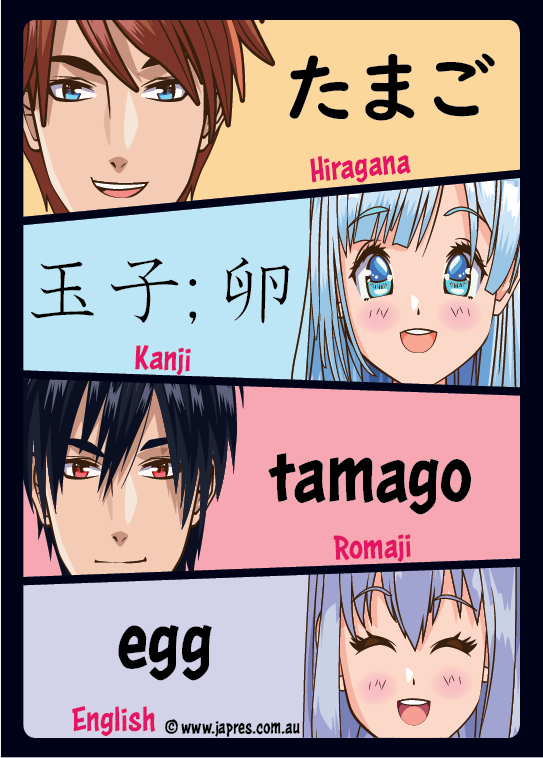 たまご
Hiragana
玉子; 卵
Kanji
tamago
Romaji
egg
English © www.japres.com.au